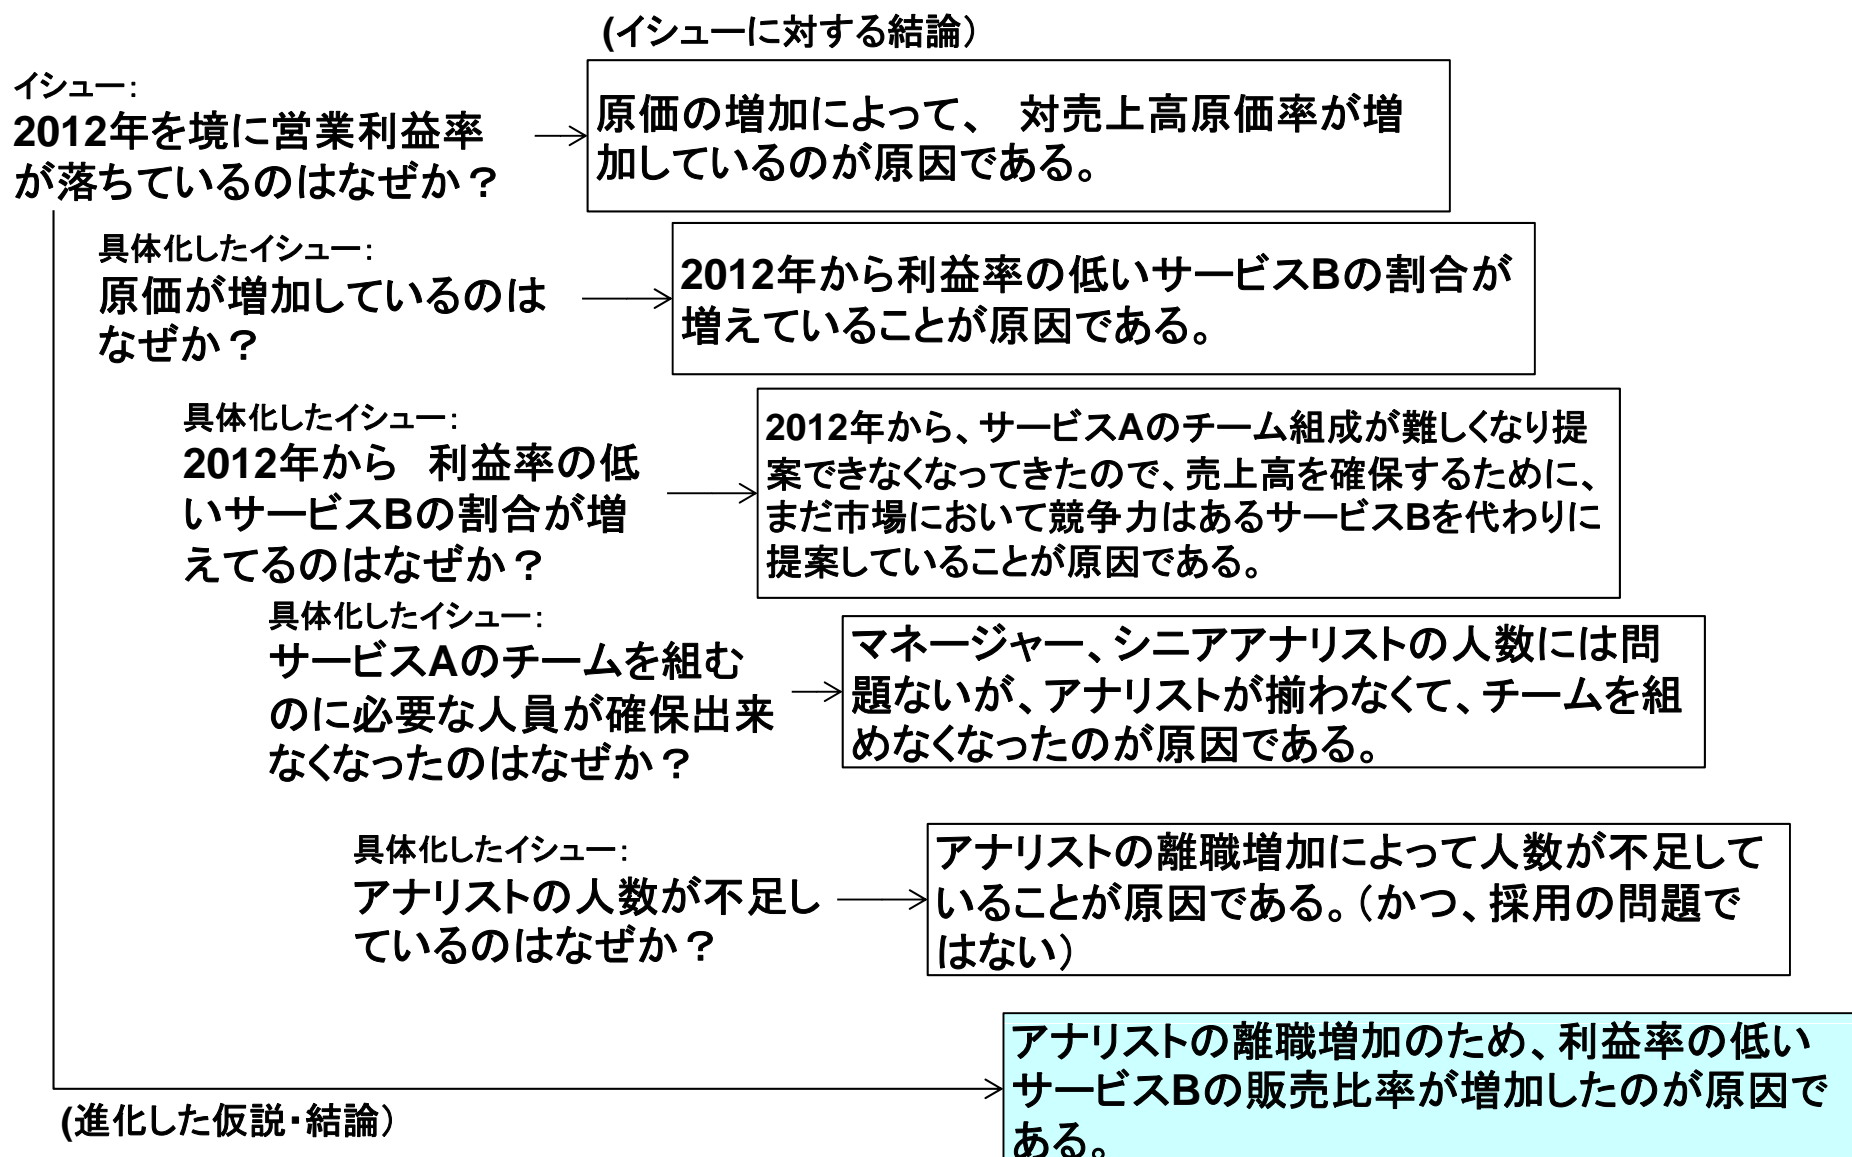 (イシューに対する結論）
イシュー：
2012年を境に営業利益率
が落ちているのはなぜか？
原価の増加によって、　対売上高原価率が増
加しているのが原因である。
具体化したイシュー：
原価が増加しているのは
なぜか？
2012年から利益率の低いサービスBの割合が
増えていることが原因である。
具体化したイシュー：
2012年から　利益率の低
いサービスBの割合が増
えてるのはなぜか？
2012年から、サービスAのチーム組成が難しくなり提
案できなくなってきたので、売上高を確保するために、
まだ市場において競争力はあるサービスBを代わりに
提案していることが原因である。
具体化したイシュー：
サービスAのチームを組む
のに必要な人員が確保出来
なくなったのはなぜか？
マネージャー、シニアアナリストの人数には問
題ないが、アナリストが揃わなくて、チームを組
めなくなったのが原因である。
具体化したイシュー：
アナリストの人数が不足し
ているのはなぜか？
アナリストの離職増加によって人数が不足して
いることが原因である。（かつ、採用の問題で
はない）
アナリストの離職増加のため、利益率の低い
サービスBの販売比率が増加したのが原因で
ある。
(進化した仮説・結論）